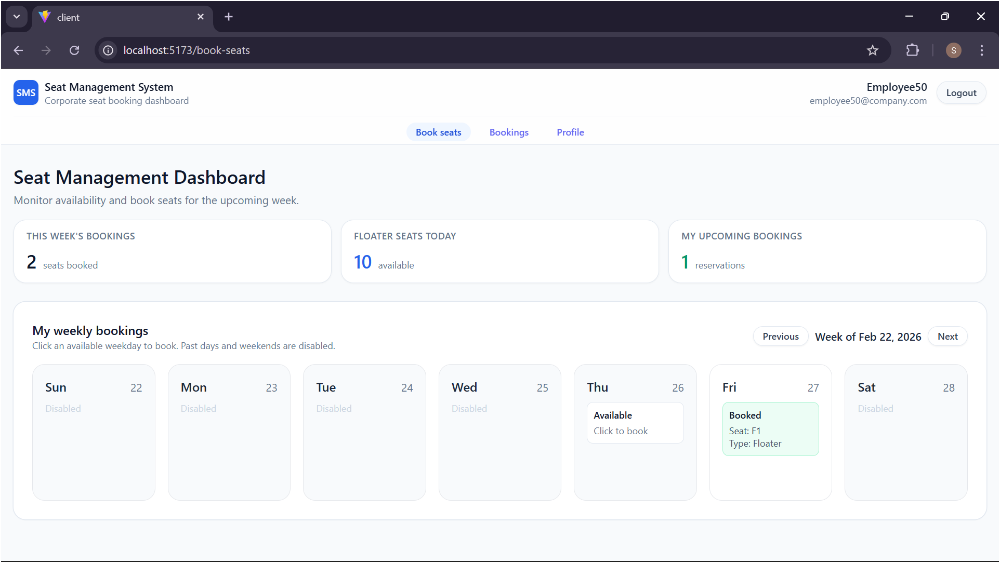 client
localhost:5173/book-seats
S
SMS
Seat Management System
Corporate seat booking dashboard
Employee50
employee50@company.com
Logout
Book seats
Bookings
Profile
Seat Management Dashboard
Monitor availability and book seats for the upcoming week.
THIS WEEK'S BOOKINGS
2 seats booked
FLOATER SEATS TODAY
10 available
MY UPCOMING BOOKINGS
1 reservations
My weekly bookings
Click an available weekday to book. Past days and weekends are disabled.
Previous
Week of Feb 22, 2026
Next
Sun 22
Disabled
Mon 23
Disabled
Tue 24
Disabled
Wed 25
Disabled
Thu 26
Available
Click to book
Fri 27
Booked
Seat: F1
Type: Floater
Sat 28
Disabled